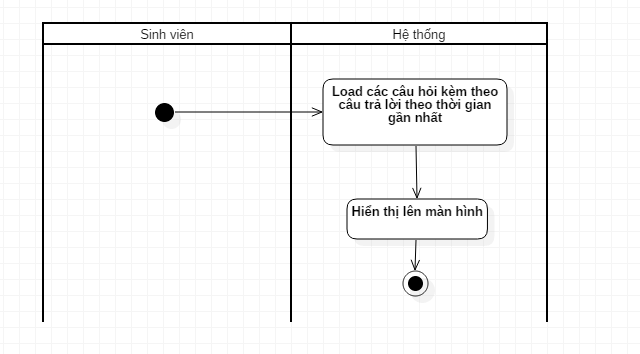 Sinh viên
Hệ thống
Load các câu hỏi kèm theo
câu trả lời theo thời gian
gần nhất
Hiển thị lên màn hình